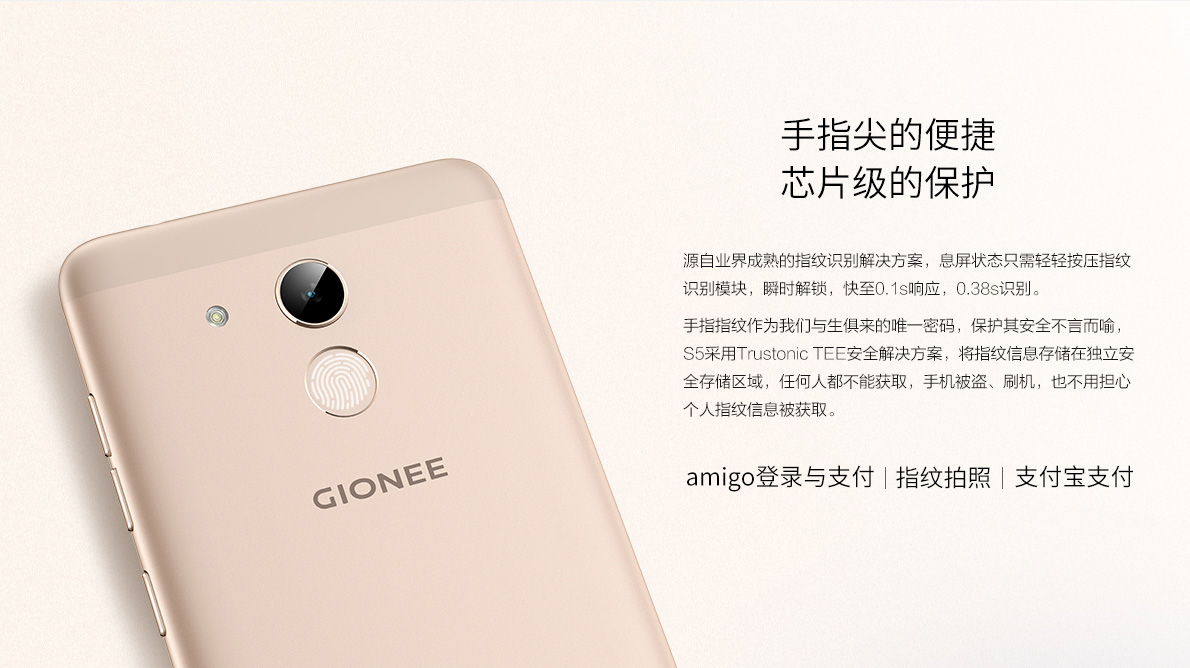 手指尖的便捷
芯片级的保护
源自业界成熟的指纹识别解决方案，息屏状态只需轻轻按压指纹
识别模块，瞬时解锁，快至0.1s响应，0.38s识别。
手指指纹作为我们与生俱来的唯一密码，保护其安全不言而喻，
S5采用Trustonic TEE安全解决方案，将指纹信息存储在独立安
全存储区域，任何人都不能获取，手机被盗、刷机，也不用担心
个人指纹信息被获取。
amigo登录与支付｜指纹拍照｜支付宝支付
GIONEE